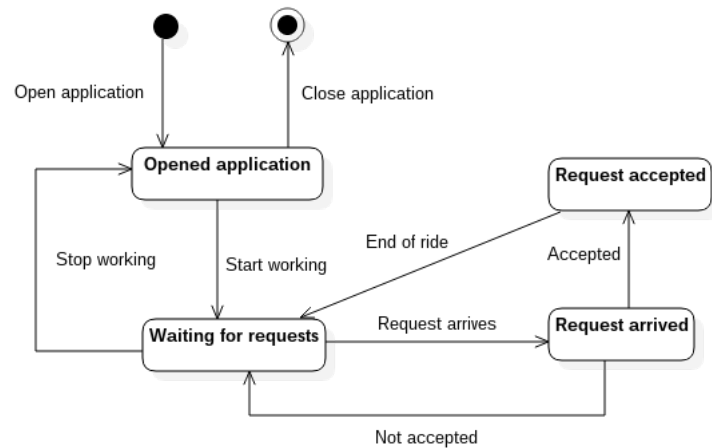 Open application
Close application
Opened application
Request accepted
End of ride
Accepted
Stop working
Start working
Waiting for requests
Request arrives
Request arrived
Not accepted